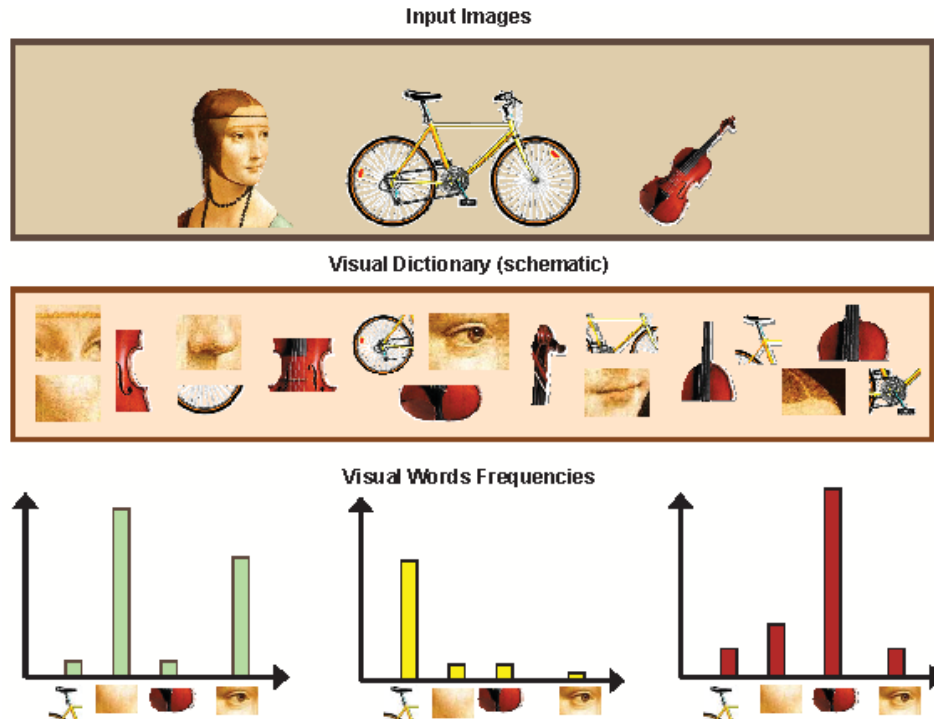 Input Images
Visual Dictionary (schematic)
Visual Words Frequencies